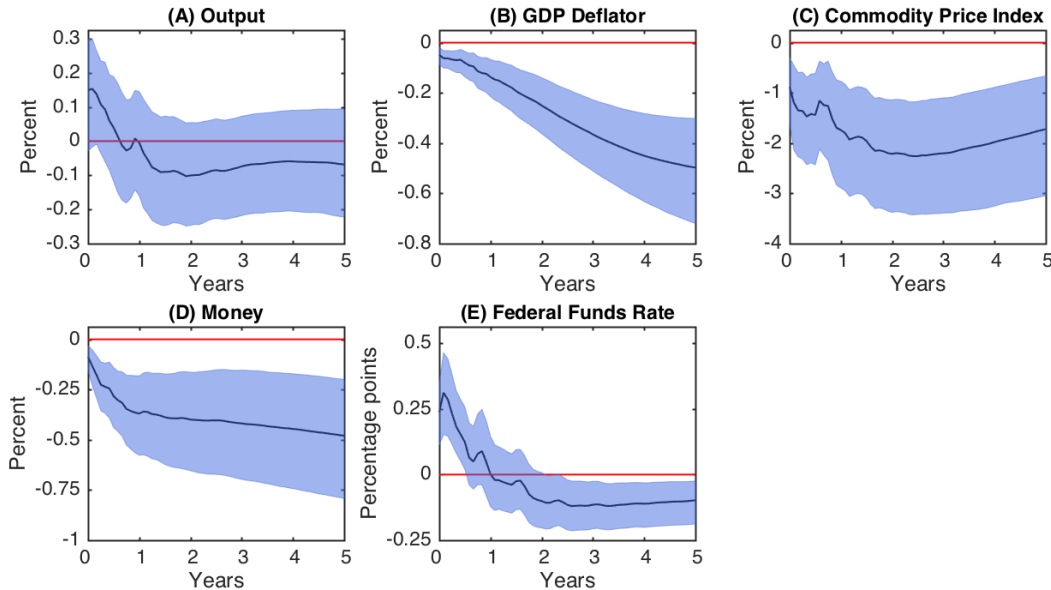 (A) Output
0.3
0.2
0.1
0
-0.1
-0.2
0.3
Percent
0 1 2 3 4 5
Years
(B) GDP Deflator
0
-0.2
-0.4
-0.6
-0.8
Percent
0 1 2 3 4 5
Years
(C) Commodity Price Index
0
-1
-2
-3
-4
Percent
0 1 2 3 4 5
Years
(D) Money
0
-0.25
-0.5
-0.75
-1
Percent
0 1 2 3 4 5
Years
(E) Federal Funds Rate
0.5
0.25
0
-0.25
Percentage points
0 1 2 3 4 5
Years